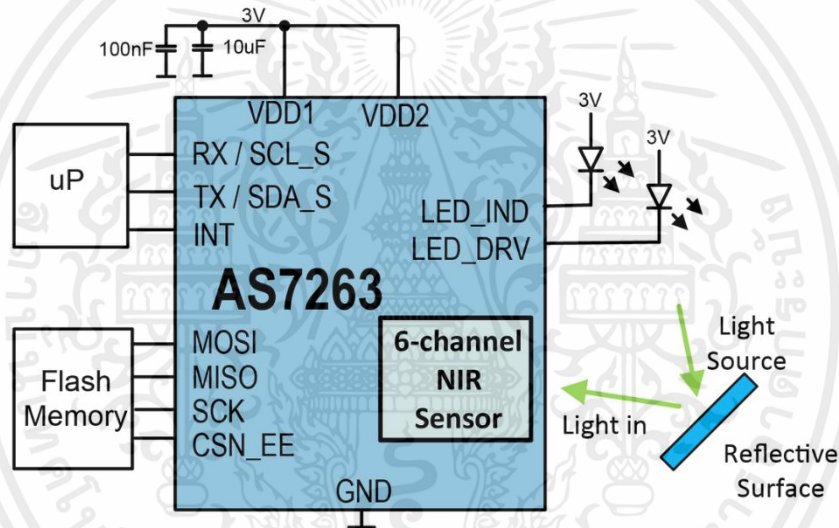 3V
100nF
10uF
VDD1
VDD2
3V
3V
uP
RX / SCL_S
TX / SDA_S
INT
LED_IND
LED_DRV
AS7263
Flash
Memory
MOSI
MISO
SCK
CSN_EE
6-channel
NIR
Sensor
Light
Source
Light in
Reflective
Surface
GND